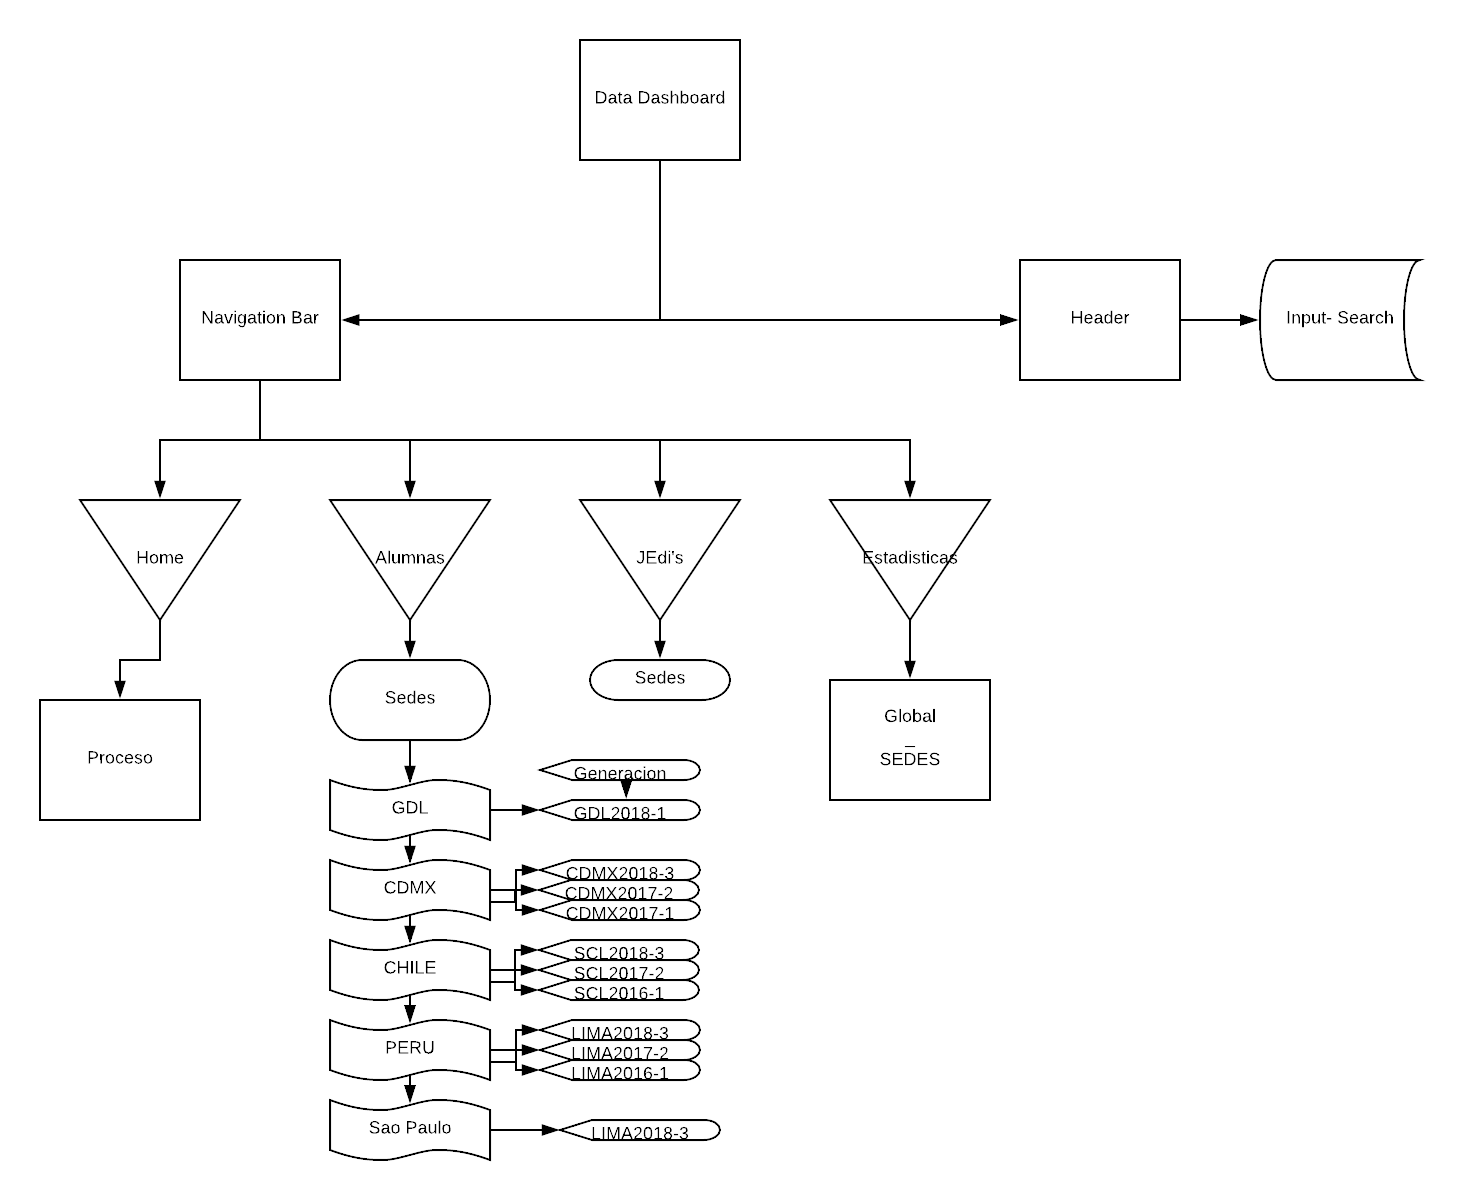 Data Dashboard
Navigation Bar
Header
Input- Search
Home
Alumnas
JEdi's
Estadisticas
Sedes
Sedes
Proceso
Global
_
SEDES
Generacion
GDL
GDL2018-1
CDMX
CDMX2018-3
CDMX2017-2
CDMX2017-1
CHILE
SCL2018-3
SCL2017-2
SCL2016-1
PERU
LIMA2018-3
LIMA2017-2
LIMA2016-1
Sao Paulo
LIMA2018-3